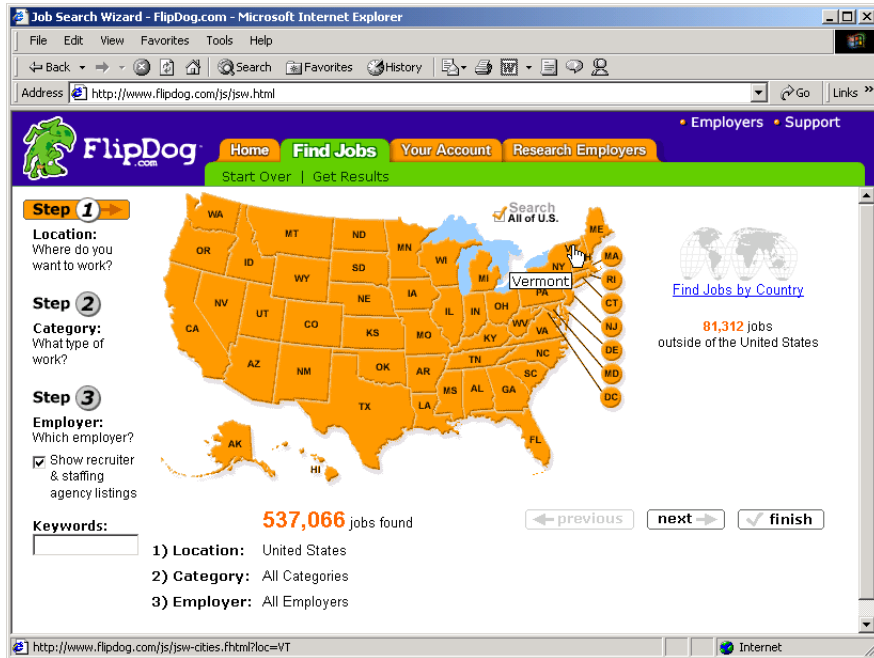 Job Search Wizard - FlipDog.com - Microsoft Internet Explorer
File Edit View Favorites Tools Help
Back Search Favorites History
Address http://www.flipdog.com/js/jsw.html Go Links »
• Employers • Support
FlipDog .com Home Find Jobs Your Account Research Employers
Start Over | Get Results
Step 1
Location:
Where do you
want to work?
Step 2
Category:
What type of
work?
Step 3
Employer:
Which employer?
Show recruiter
& staffing
agency listings
Keywords:
Search
All of U.S.
WA MT ND MN ME
OR ID SD WI NY MA
WY MI RI
Vermont
NV NE IA PA CT
UT CO IL IN OH NJ
CA KS MO WV VA DE
KY
AZ NM OK AR TN NC MD
SC
MS AL GA DC
TX LA
AK FL
HI
Find Jobs by Country
81,312 jobs
outside of the United States
537,066 jobs found
previous next finish
1) Location: United States
2) Category: All Categories
3) Employer: All Employers
http://www.flipdog.com/js/jsw-cities.fhtml?loc=VT Internet